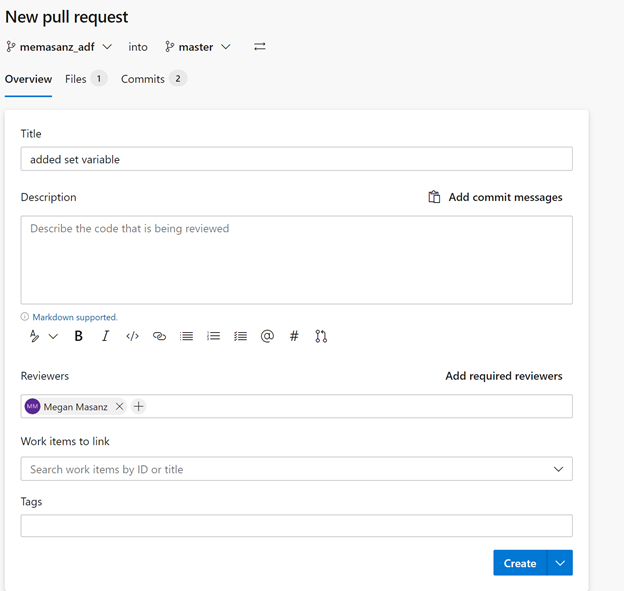 New pull request
memasanz_adf into master
Overview Files 1 Commits 2
Title
added set variable
Description Add commit messages
Describe the code that is being reviewed
Markdown supported.
B I </> @ #
Reviewers Add required reviewers
MM Megan Masanz
Work items to link
Search work items by ID or title
Tags
Create